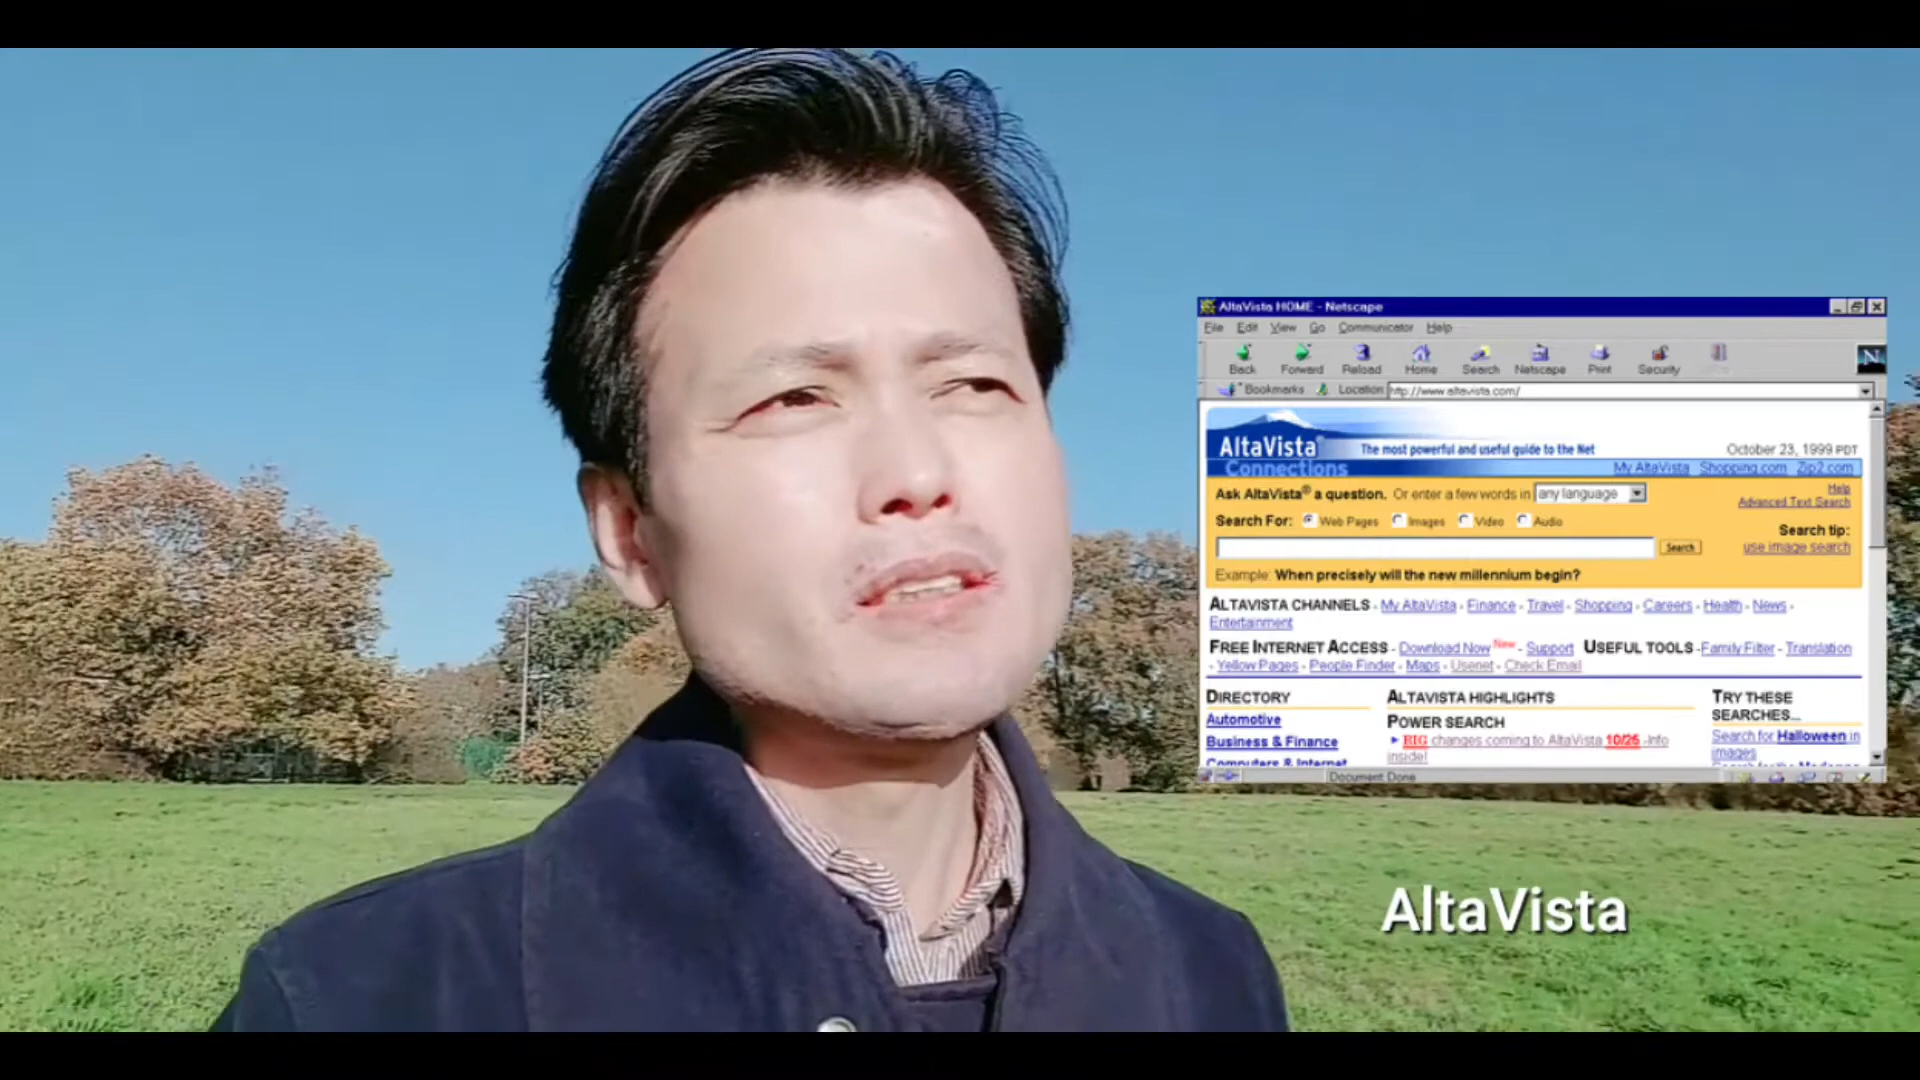 AltaVista HOME - Netscape
File Edit View Go Communicator Help
Back Forward Reload Home Search Netscape Print Security
Bookmarks Location: http://www.altavista.com/
AltaVista® The most powerful and useful guide to the Net October 23, 1999 PDT
Connections My AltaVista Shopping.com Zip2.com
Ask AltaVista® a question. Or enter a few words in any language Help
Advanced Text Search
Search For: Web Pages Images Video Audio
Search tip:
Search use image search
Example: When precisely will the new millennium begin?
ALTAVISTA CHANNELS - My AltaVista - Finance - Travel - Shopping - Careers - Health - News -
Entertainment
FREE INTERNET ACCESS - Download Now New - Support USEFUL TOOLS - Family Filter - Translation
- Yellow Pages - People Finder - Maps - Usenet - Check Email
DIRECTORY ALTAVISTA HIGHLIGHTS TRY THESE
SEARCHES...
Automotive POWER SEARCH
Search for Halloween in
images
Business & Finance BIG changes coming to AltaVista 10/25 -Info
inside!
Computers & Internet
Document: Done
AltaVista